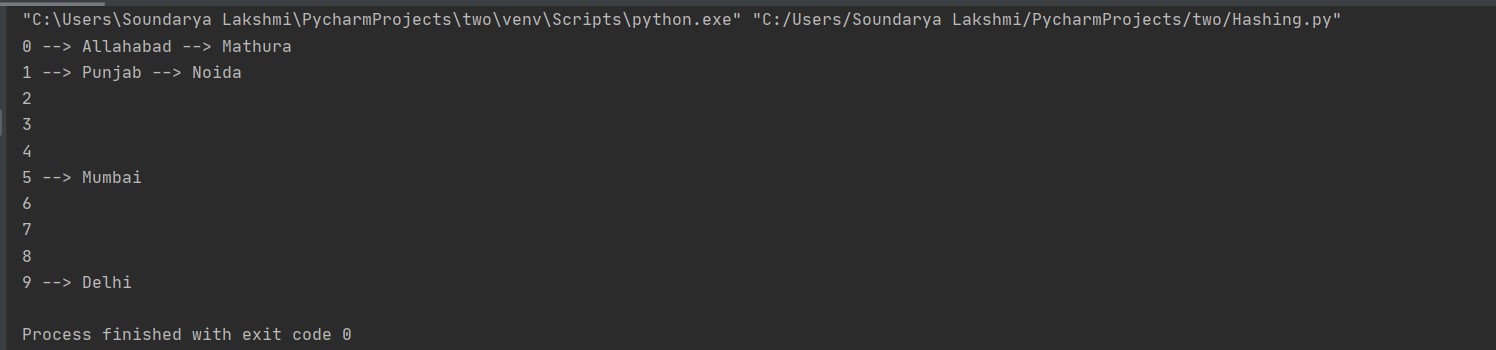 "C:\Users\Soundarya Lakshmi\PycharmProjects\two\venv\Scripts\python.exe" "C:/Users/Soundarya Lakshmi/PycharmProjects/two/Hashing.py"
0 --> Allahabad --> Mathura
1 --> Punjab --> Noida
2
3
4
5 --> Mumbai
6
7
8
9 --> Delhi
Process finished with exit code 0